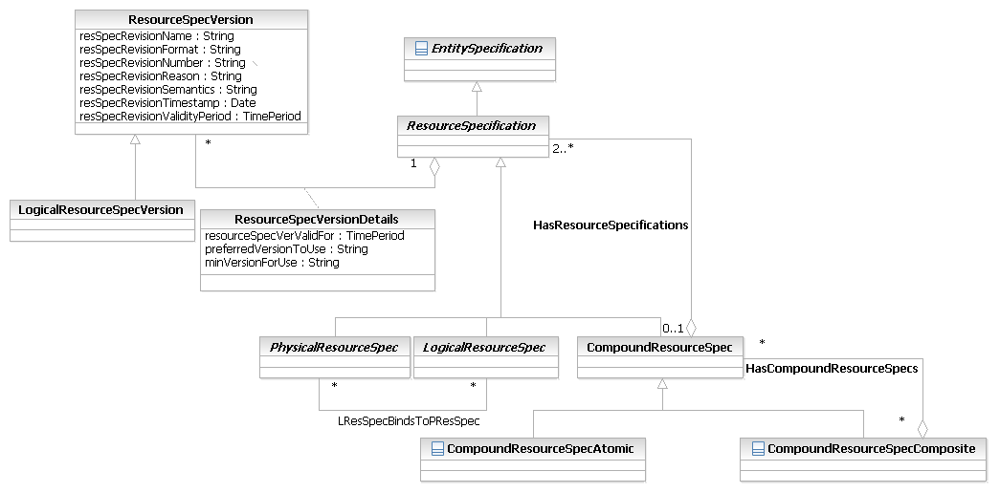 ResourceSpecVersion
resSpecRevisionName : String
resSpecRevisionFormat : String
resSpecRevisionNumber : String
resSpecRevisionReason : String
resSpecRevisionSemantics : String
resSpecRevisionTimestamp : Date
resSpecRevisionValidityPeriod : TimePeriod
EntitySpecification
ResourceSpecification
*
1
2..*
LogicalResourceSpecVersion
ResourceSpecVersionDetails
resourceSpecVerValidFor : TimePeriod
preferredVersionToUse : String
minVersionForUse : String
HasResourceSpecifications
0..1
PhysicalResourceSpec
LogicalResourceSpec
CompoundResourceSpec
*
HasCompoundResourceSpecs
*
*
LResSpecBindsToPResSpec
*
CompoundResourceSpecAtomic
CompoundResourceSpecComposite